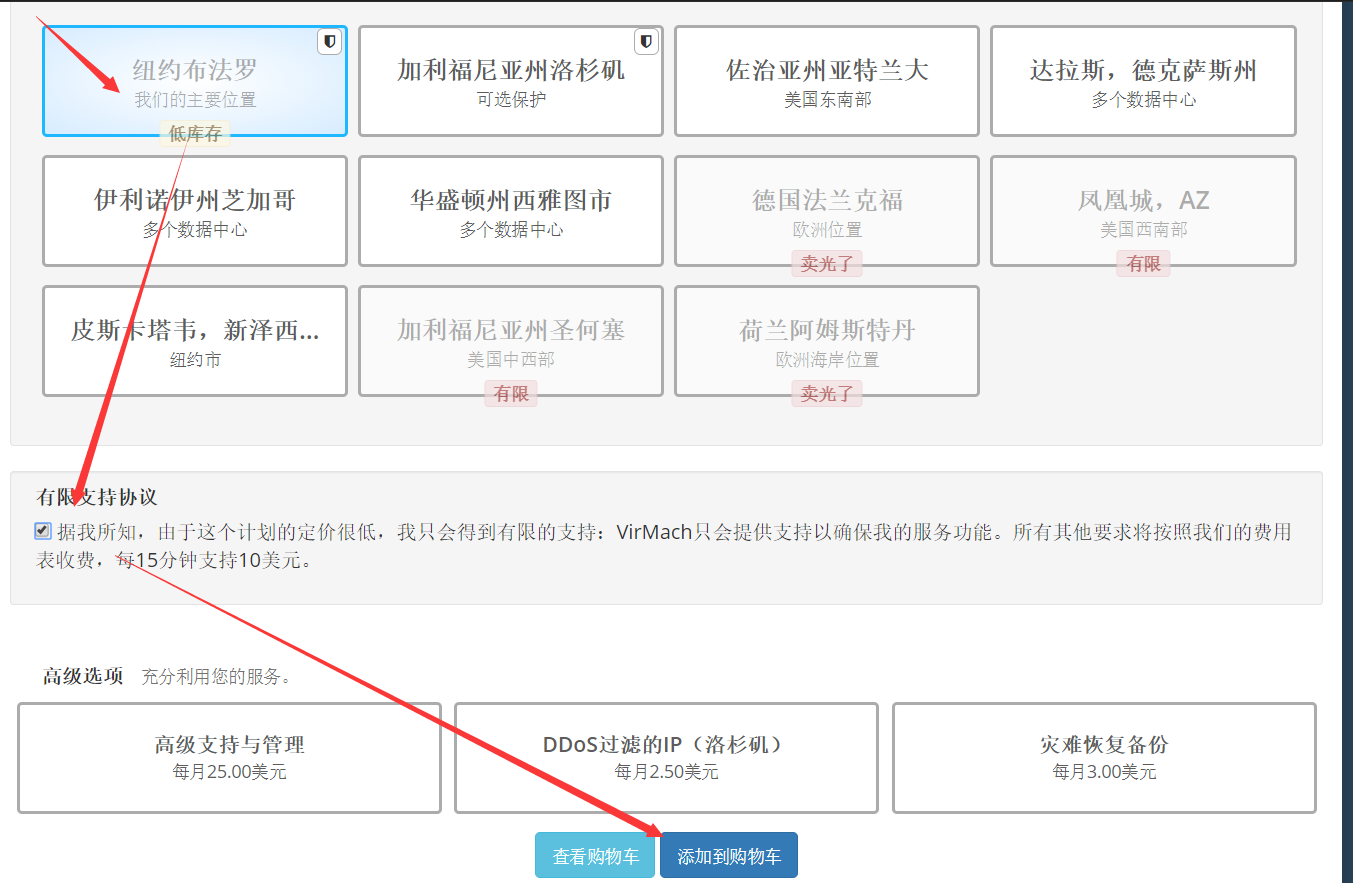 纽约布法罗
我们的主要位置
低库存
加利福尼亚州洛杉矶
可选保护
佐治亚州亚特兰大
美国东南部
达拉斯，德克萨斯州
多个数据中心
伊利诺伊州芝加哥
多个数据中心
华盛顿州西雅图市
多个数据中心
德国法兰克福
欧洲位置
卖光了
凤凰城，AZ
美国西南部
有限
皮斯卡塔韦，新泽西...
纽约市
加利福尼亚州圣何塞
美国中西部
有限
荷兰阿姆斯特丹
欧洲海岸位置
卖光了
有限支持协议
据我所知，由于这个计划的定价很低，我只会得到有限的支持：VirMach只会提供支持以确保我的服务功能。所有其他要求将按照我们的费用
表收费，每15分钟支持10美元。
高级选项 充分利用您的服务。
高级支持与管理
每月25.00美元
DDoS过滤的IP（洛杉矶）
每月2.50美元
灾难恢复备份
每月3.00美元
查看购物车
添加到购物车